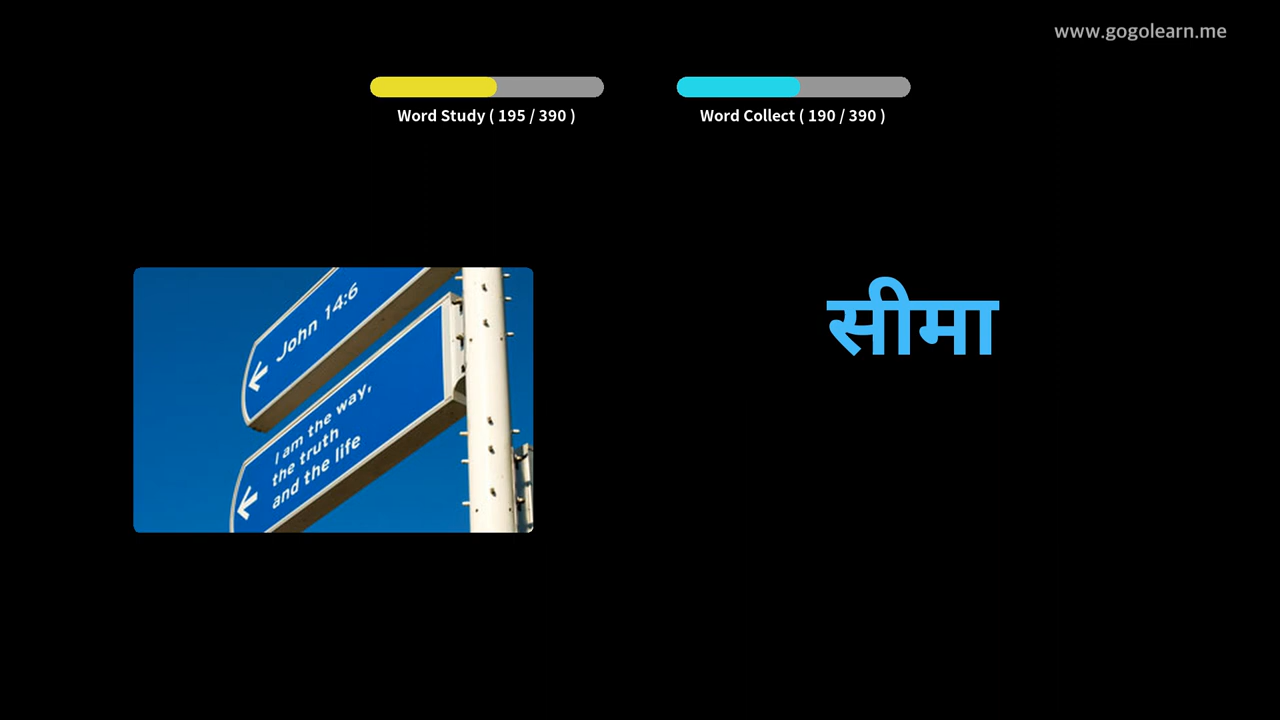 www.gogolearn.me
Word Study ( 195 / 390 )
Word Collect ( 190 / 390 )
John 14:6
I am the way,
the truth
and the life
सीमा